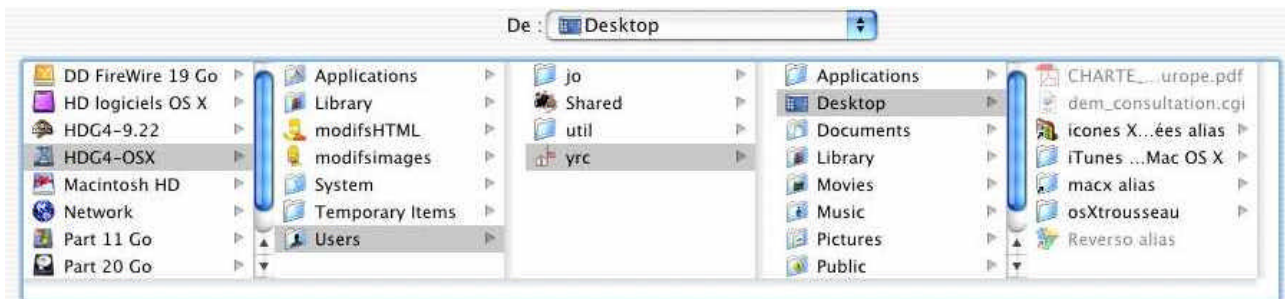 De : Desktop
DD FireWire 19 Go
HD logiciels OS X
HDG4-9.22
HDG4-OSX
Macintosh HD
Network
Part 11 Go
Part 20 Go
Applications
Library
modifsHTML
modifsimages
System
Temporary Items
Users
jo
Shared
util
yrc
Applications
Desktop
Documents
Library
Movies
Music
Pictures
Public
CHARTE_...urope.pdf
dem_consultation.cgi
icones X...ées alias
iTunes ...Mac OS X
macx alias
osXtrousseau
Reverso alias